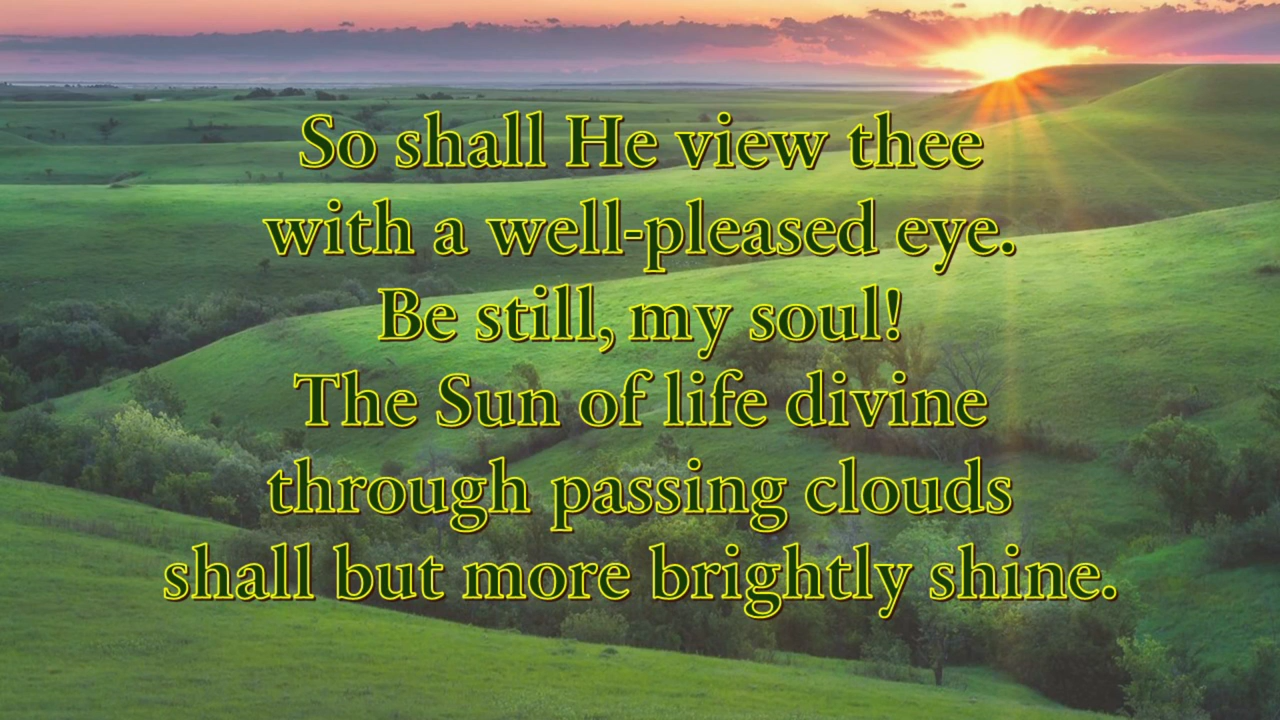 So shall He view thee
with a well-pleased eye.
Be still, my soul!
The Sun of life divine
through passing clouds
shall but more brightly shine.